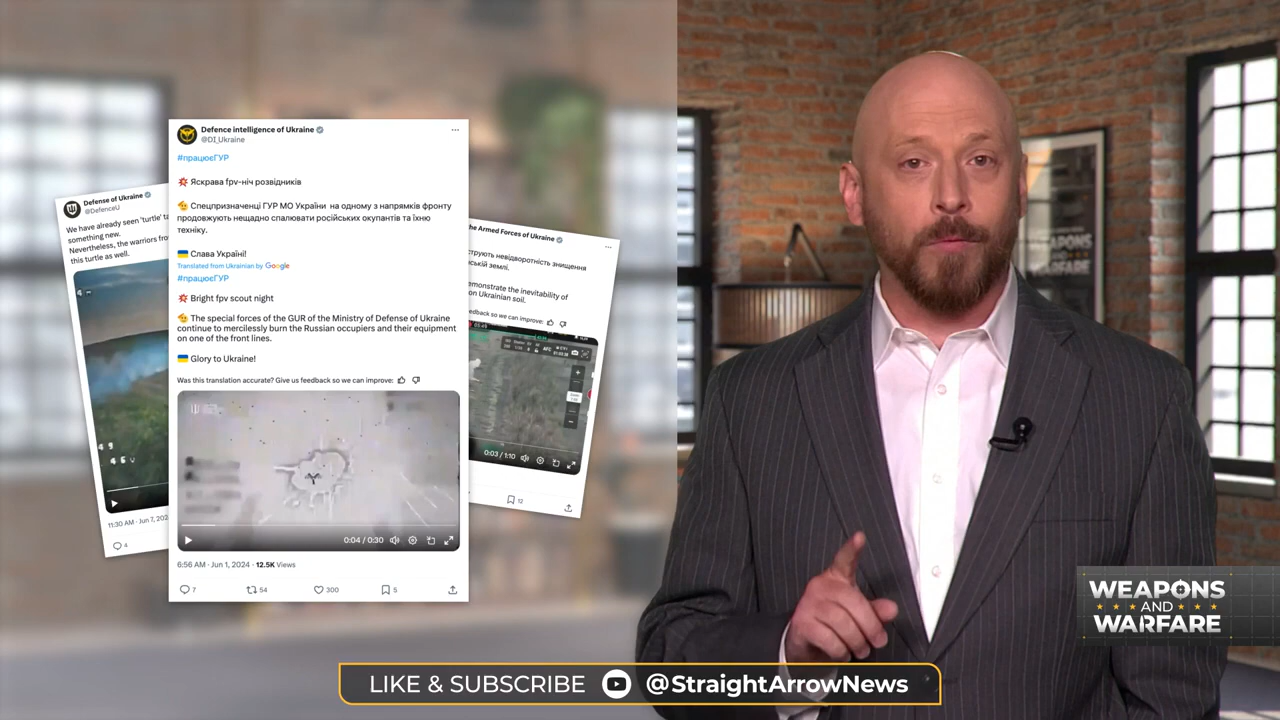 Defense of Ukraine
@DefenceU
We have already seen 'turtle' ta
something new.
Nevertheless, the warriors fro
this turtle as well.
11:30 AM · Jun 7, 202
4
Defence intelligence of Ukraine
@DI_Ukraine
#працюєГУР
Яскрава fpv-ніч розвідників
Спецпризначенці ГУР МО України на одному з напрямків фронту
продовжують нещадно спалювати російських окупантів та їхню
техніку.
Слава Україні!
Translated from Ukrainian by Google
#працюєГУР
Bright fpv scout night
The special forces of the GUR of the Ministry of Defense of Ukraine
continue to mercilessly burn the Russian occupiers and their equipment
on one of the front lines.
Glory to Ukraine!
Was this translation accurate? Give us feedback so we can improve:
0:04 / 0:30
6:56 AM · Jun 1, 2024 · 12.5K Views
7 54 300 5
he Armed Forces of Ukraine
струють невідворотність знищення
нській землі.
emonstrate the inevitability of
on Ukrainian soil.
eedback so we can improve:
0:03 / 1:10
12
WEAPONS
AND
WARFARE
LIKE & SUBSCRIBE @StraightArrowNews